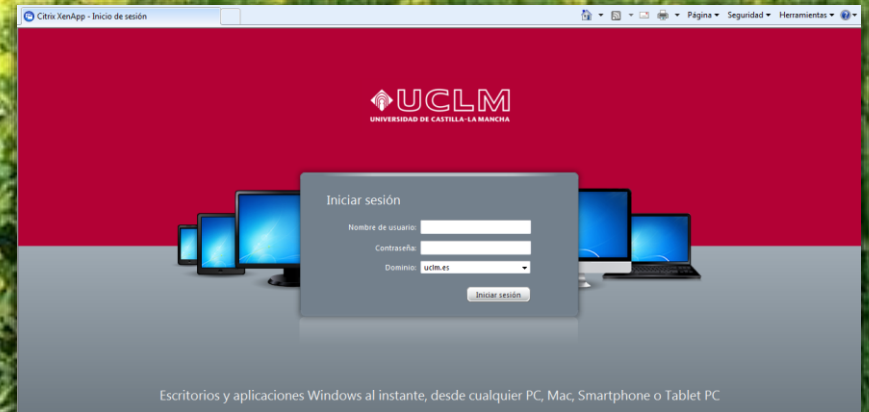 Citrix XenApp - Inicio de sesión
Página Seguridad Herramientas
UCLM
UNIVERSIDAD DE CASTILLA-LA MANCHA
Iniciar sesión
Nombre de usuario:
Contraseña:
Dominio: uclm.es
Iniciar sesión
Escritorios y aplicaciones Windows al instante, desde cualquier PC, Mac, Smartphone o Tablet PC